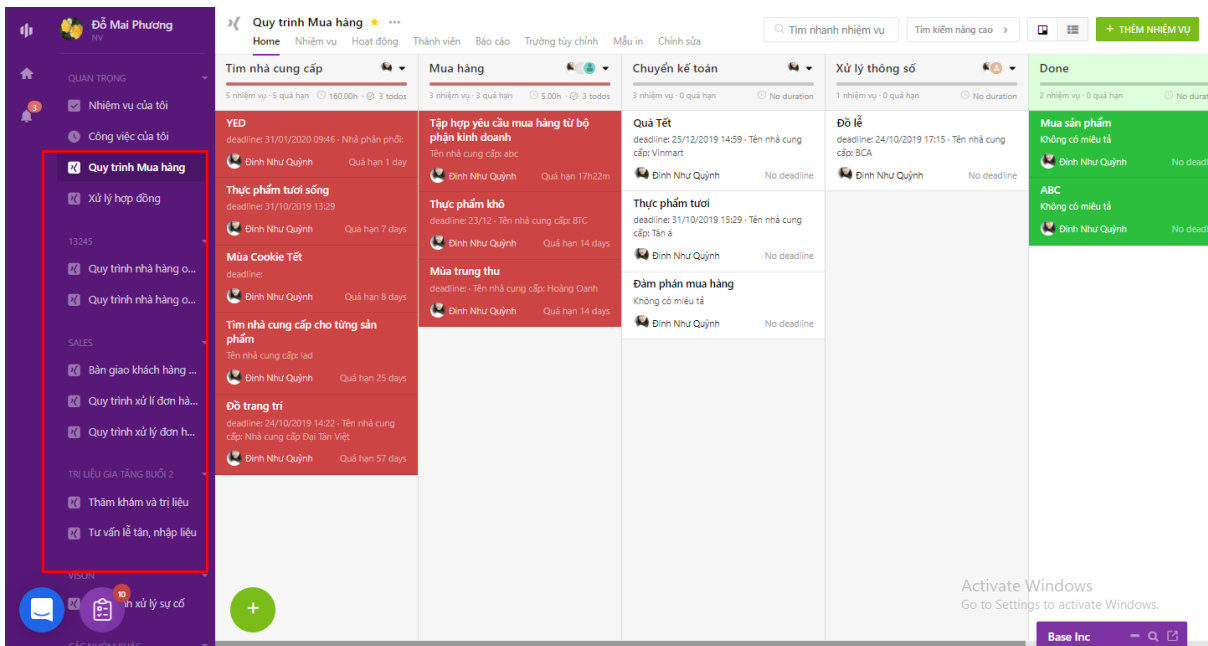 Đỗ Mai Phương
NV
QUAN TRỌNG
3
Nhiệm vụ của tôi
Công việc của tôi
Quy trình Mua hàng
Xử lý hợp đồng
13245
Quy trình nhà hàng o...
Quy trình nhà hàng o...
SALES
Bàn giao khách hàng ...
Quy trình xử lí đơn hà...
Quy trình xử lý đơn h...
TRỊ LIỆU GIA TĂNG BUỔI 2
Thăm khám và trị liệu
Tư vấn lễ tân, nhập liệu
VISON
10
xử lý sự cố
CÁC NHÓM KHÁC
Quy trình Mua hàng
Home Nhiệm vụ Hoạt động Thành viên Báo cáo Trường tùy chỉnh Mẫu in Chỉnh sửa
Tìm nhanh nhiệm vụ
Tìm kiếm nâng cao >
+ THÊM NHIỆM VỤ
Tìm nhà cung cấp
5 nhiệm vụ · 5 quá hạn 160.00h · 3 todos
YED
deadline: 31/01/2020 09:46 · Nhà phân phối:
Đinh Như Quỳnh Quá hạn 1 day
Thực phẩm tươi sống
deadline: 31/10/2019 13:29
Đinh Như Quỳnh Quá hạn 7 days
Mùa Cookie Tết
deadline:
Đinh Như Quỳnh Quá hạn 8 days
Tìm nhà cung cấp cho từng sản
phẩm
Tên nhà cung cấp: lad
Đinh Như Quỳnh Quá hạn 25 days
Đồ trang trí
deadline: 24/10/2019 14:22 · Tên nhà cung
cấp: Nhà cung cấp Đại Tân Việt
Đinh Như Quỳnh Quá hạn 57 days
+
Mua hàng
3 nhiệm vụ · 3 quá hạn 5.00h · 3 todos
Tập hợp yêu cầu mua hàng từ bộ
phận kinh doanh
Tên nhà cung cấp: abc
Đinh Như Quỳnh Quá hạn 17h22m
Thực phẩm khô
deadline: 23/12 · Tên nhà cung cấp: BTC
Đinh Như Quỳnh Quá hạn 14 days
Mùa trung thu
deadline: · Tên nhà cung cấp: Hoàng Oanh
Đinh Như Quỳnh Quá hạn 14 days
Chuyển kế toán
3 nhiệm vụ · 0 quá hạn No duration
Quà Tết
deadline: 25/12/2019 14:59 · Tên nhà cung
cấp: Vinmart
Đinh Như Quỳnh No deadline
Thực phẩm tươi
deadline: 31/10/2019 15:29 · Tên nhà cung
cấp: Tân á
Đinh Như Quỳnh No deadline
Đàm phán mua hàng
Không có miêu tả
Đinh Như Quỳnh No deadline
Xử lý thông số
1 nhiệm vụ · 0 quá hạn No duration
Đồ lễ
deadline: 24/10/2019 17:15 · Tên nhà cung
cấp: BCA
Đinh Như Quỳnh No deadline
Done
2 nhiệm vụ · 0 quá hạn No durat
Mua sản phẩm
Không có miêu tả
Đinh Như Quỳnh No deadl
ABC
Không có miêu tả
Đinh Như Quỳnh No deadl
Activate Windows
Go to Settings to activate Windows.
Base Inc